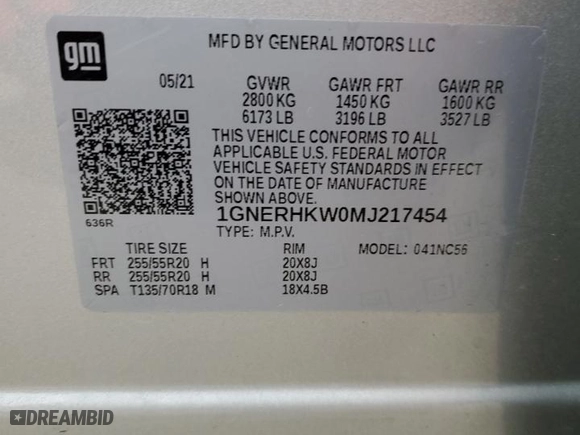 gm
MFD BY GENERAL MOTORS LLC
05/21 GVWR GAWR FRT GAWR RR
2800 KG 1450 KG 1600 KG
6173 LB 3196 LB 3527 LB
THIS VEHICLE CONFORMS TO ALL
APPLICABLE U.S. FEDERAL MOTOR
VEHICLE SAFETY STANDARDS IN EFFECT
ON THE DATE OF MANUFACTURE
SHOWN ABOVE.
636R
1GNERHKW0MJ217454
TYPE: M.P.V.
TIRE SIZE RIM MODEL: 041NC56
FRT 255/55R20 H 20X8J
RR 255/55R20 H 20X8J
SPA T135/70R18 M 18X4.5B
DREAMBID